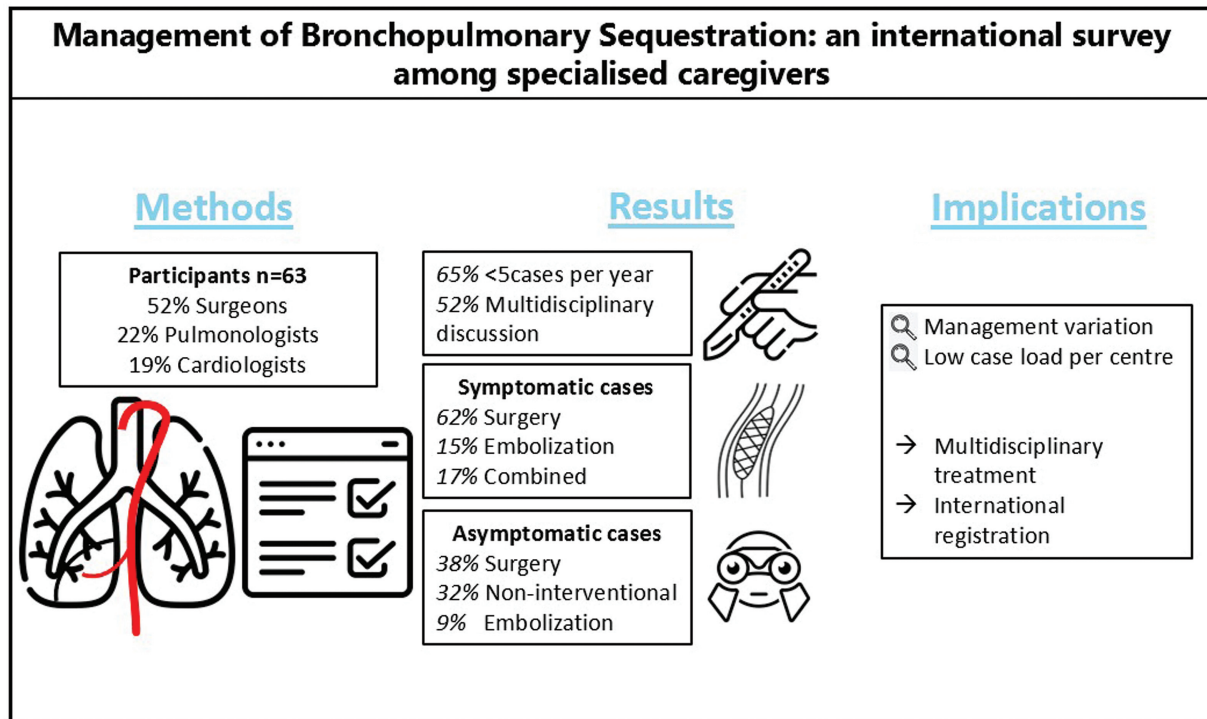 Management of Bronchopulmonary Sequestration: an international survey
among specialised caregivers
Methods
Participants n=63
52% Surgeons
22% Pulmonologists
19% Cardiologists
Results
65% <5cases per year
52% Multidisciplinary
discussion
Symptomatic cases
62% Surgery
15% Embolization
17% Combined
Asymptomatic cases
38% Surgery
32% Non-interventional
9% Embolization
Implications
Management variation
Low case load per centre
→ Multidisciplinary
treatment
→ International
registration